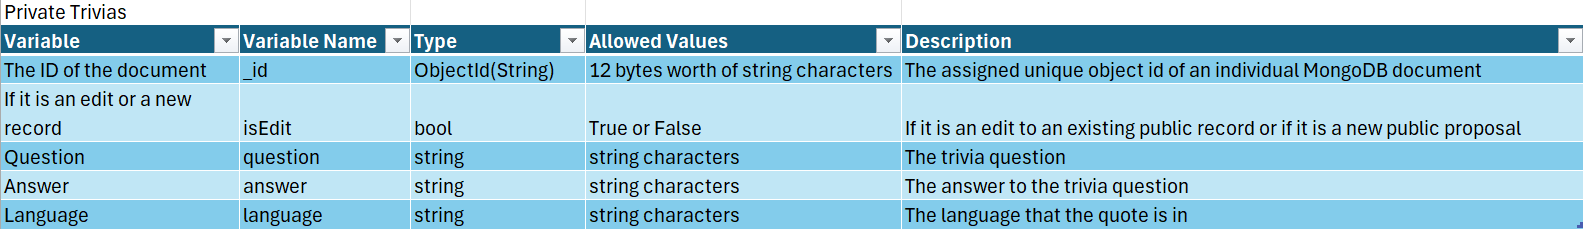 Private Trivias
Variable Variable Name Type Allowed Values Description
The ID of the document _id ObjectId(String) 12 bytes worth of string characters The assigned unique object id of an individual MongoDB document
If it is an edit or a new
record isEdit bool True or False If it is an edit to an existing public record or if it is a new public proposal
Question question string string characters The trivia question
Answer answer string string characters The answer to the trivia question
Language language string string characters The language that the quote is in